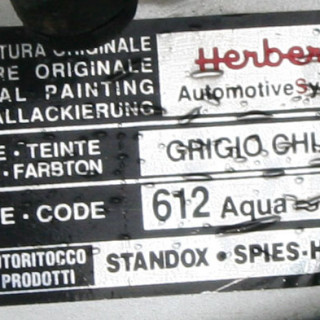 TURA ORIGINALE
RE ORIGINALE
AL PAINTING
ALLACKIERUNG
Herber
AutomotiveSy
E · TEINTE
· FARBTON
GRIGIO GHI
E · CODE
612 Aqua
UTORITOCCO
PRODOTTI
STANDOX · SPIES-H